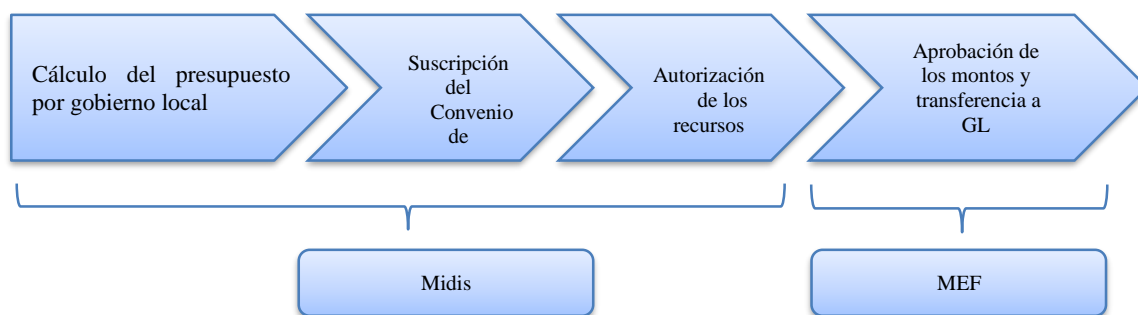 Cálculo del presupuesto
por gobierno local
Suscripción
del
Convenio
de
Autorización
de los
recursos
Aprobación de
los montos y
transferencia a
GL
Midis
MEF